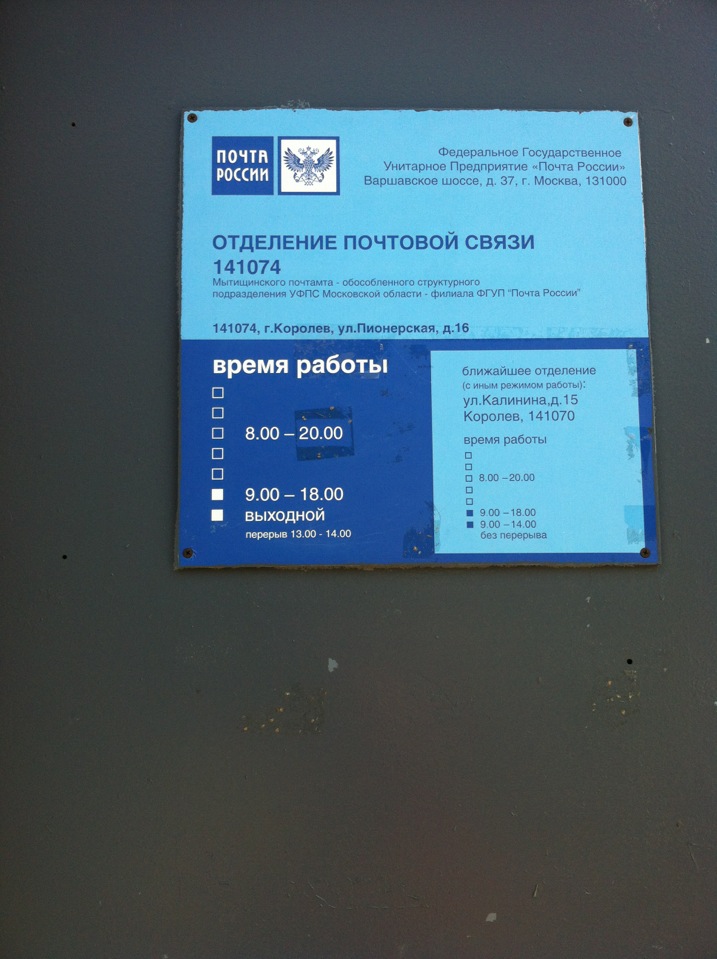 ПОЧТА
РОССИИ
Федеральное Государственное
Унитарное Предприятие «Почта России»
Варшавское шоссе, д. 37, г. Москва, 131000
ОТДЕЛЕНИЕ ПОЧТОВОЙ СВЯЗИ
141074
Мытищинского почтамта - обособленного структурного
подразделения УФПС Московской области - филиала ФГУП "Почта России"
141074, г.Королев, ул.Пионерская, д.16
время работы
8.00 – 20.00
9.00 – 18.00
ВЫХОДНОЙ
перерыв 13.00 - 14.00
ближайшее отделение
(с иным режимом работы):
ул.Калинина,д.15
Королев, 141070
время работы
8.00 – 20.00
9.00 – 18.00
9.00 – 14.00
без перерыва